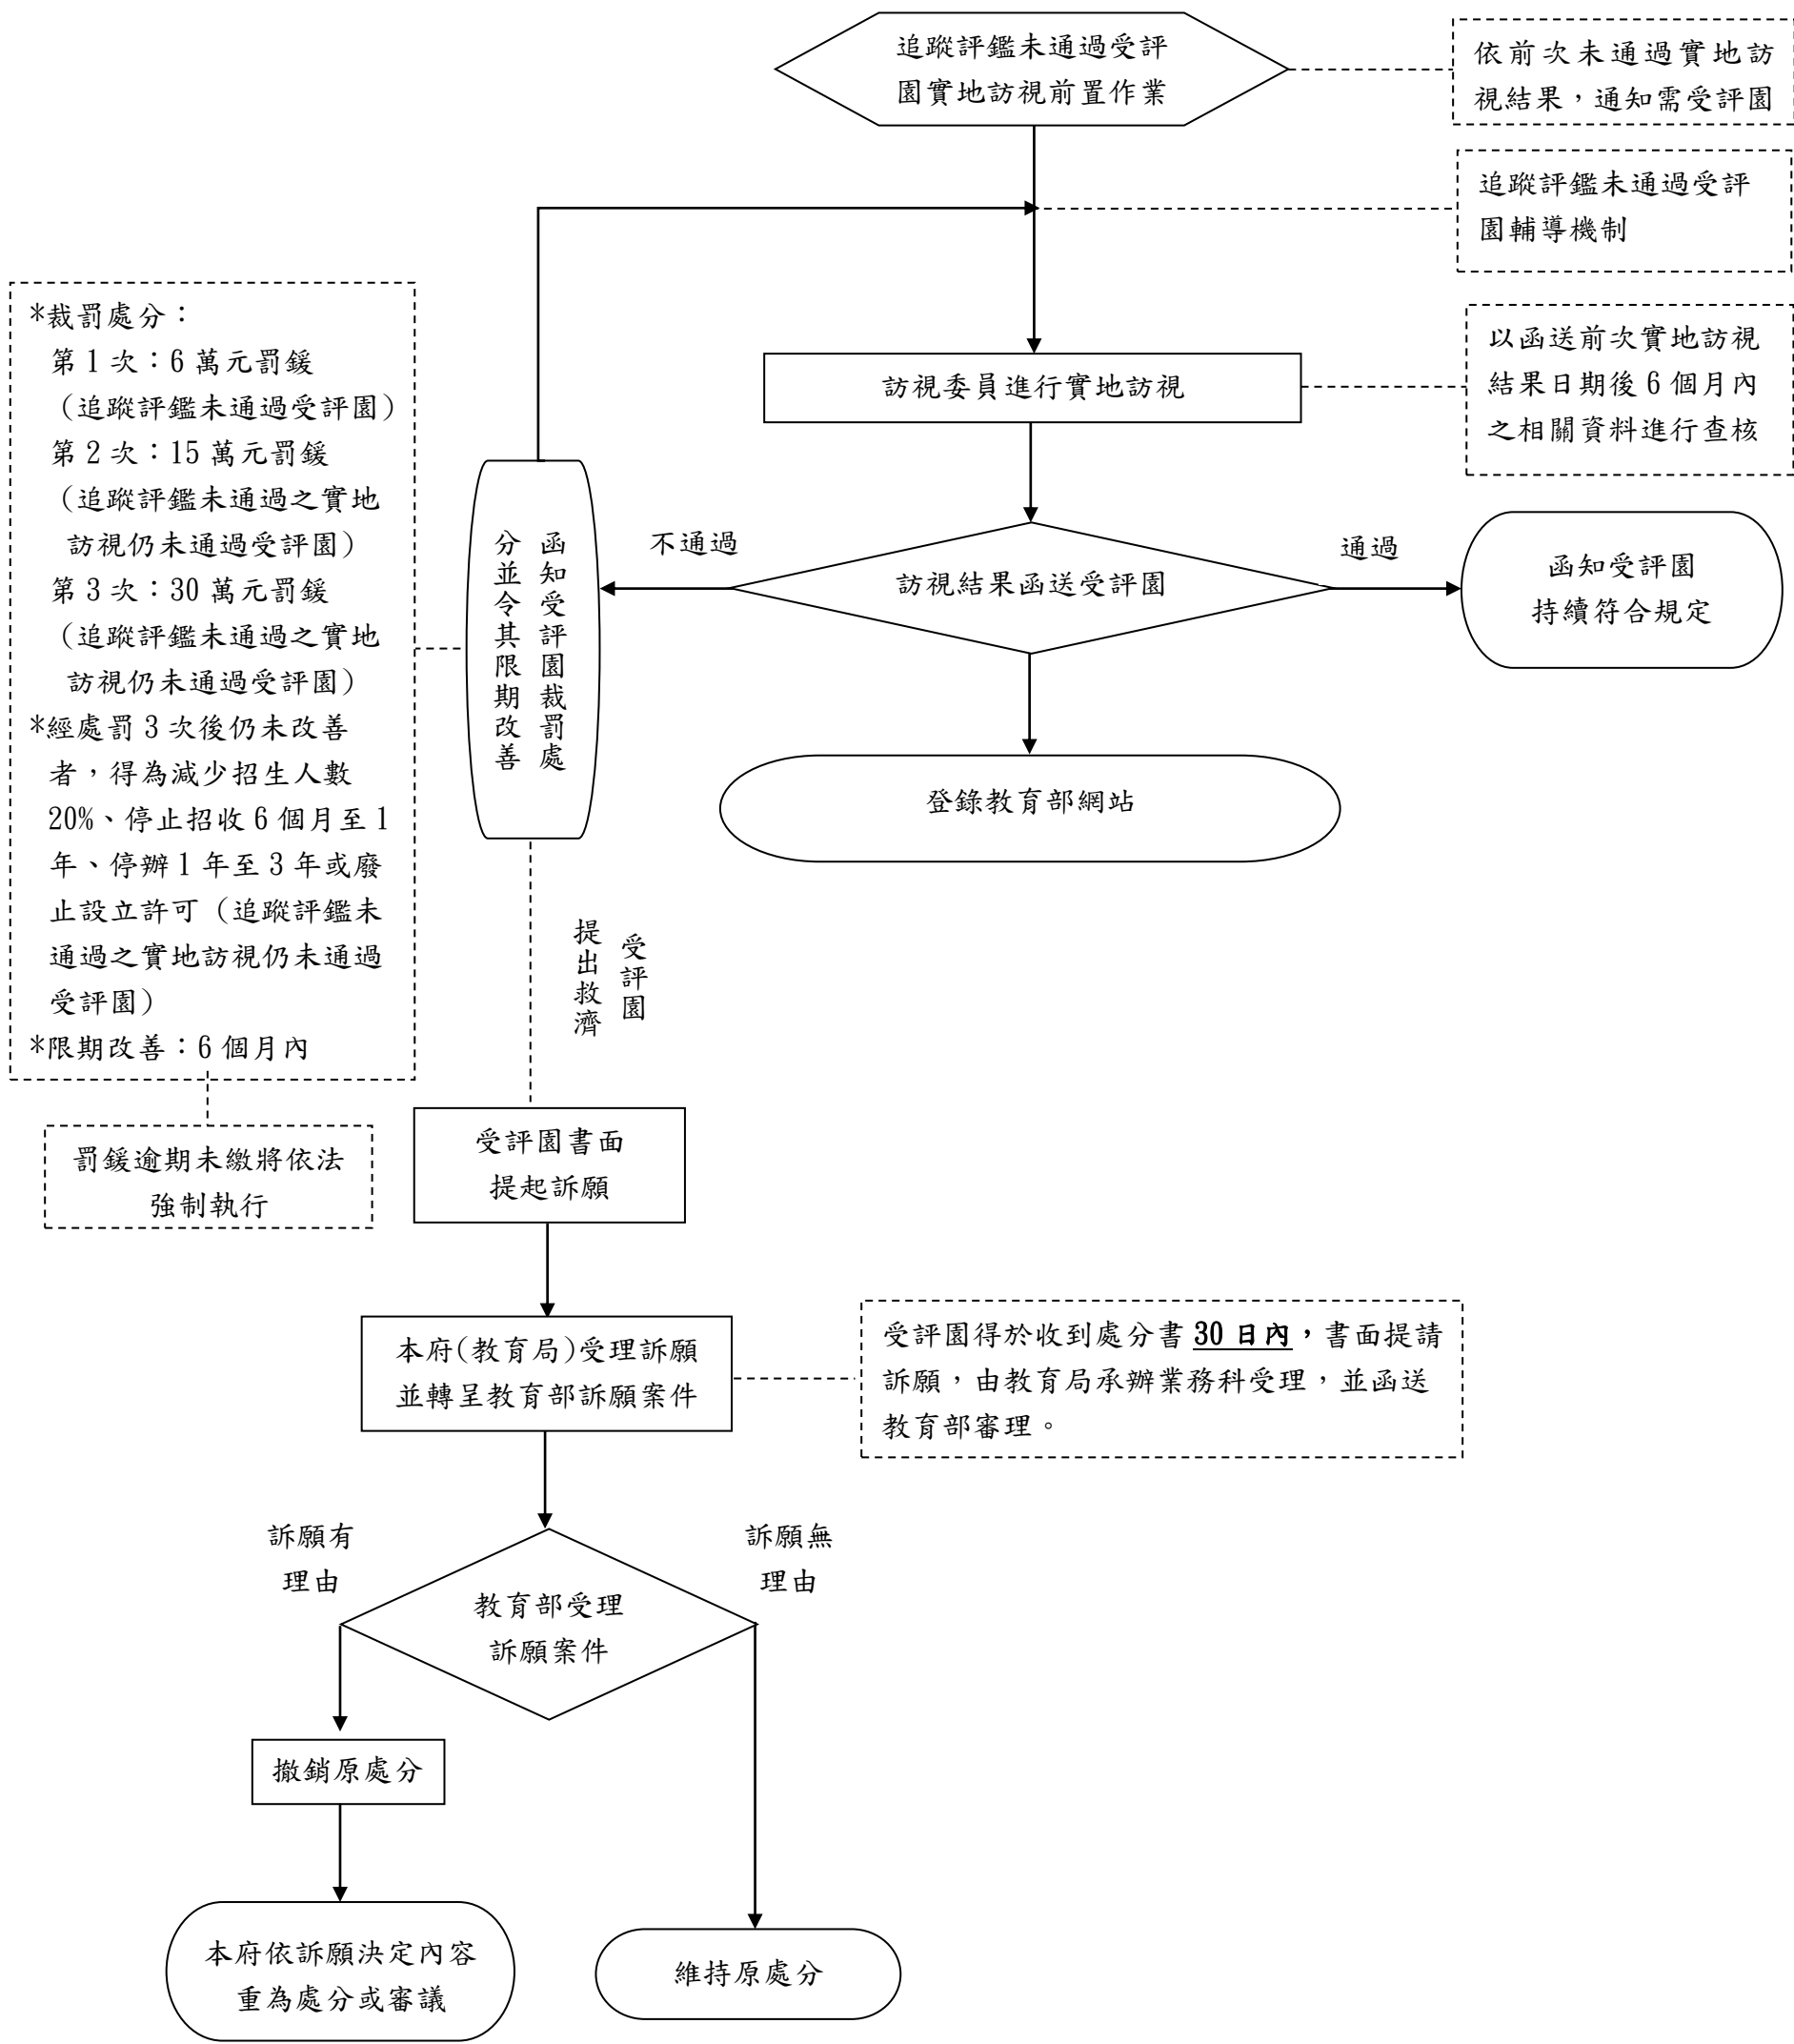 追蹤評鑑未通過受評
園實地訪視前置作業
依前次未通過實地訪
視結果，通知需受評園
追蹤評鑑未通過受評
園輔導機制
訪視委員進行實地訪視
以函送前次實地訪視
結果日期後 6 個月內
之相關資料進行查核
*裁罰處分：
第 1 次：6 萬元罰鍰
（追蹤評鑑未通過受評園）
第 2 次：15 萬元罰鍰
（追蹤評鑑未通過之實地
訪視仍未通過受評園）
第 3 次：30 萬元罰鍰
（追蹤評鑑未通過之實地
訪視仍未通過受評園）
*經處罰 3 次後仍未改善
者，得為減少招生人數
20%、停止招收 6 個月至 1
年、停辦 1 年至 3 年或廢
止設立許可（追蹤評鑑未
通過之實地訪視仍未通過
受評園）
*限期改善：6 個月內
函知受評園裁罰處
分並令其限期改善
不通過
訪視結果函送受評園
通過
函知受評園
持續符合規定
登錄教育部網站
受評園
提出救濟
罰鍰逾期未繳將依法
強制執行
受評園書面
提起訴願
本府(教育局)受理訴願
並轉呈教育部訴願案件
受評園得於收到處分書 30 日內，書面提請
訴願，由教育局承辦業務科受理，並函送
教育部審理。
訴願有
理由
訴願無
理由
教育部受理
訴願案件
撤銷原處分
本府依訴願決定內容
重為處分或審議
維持原處分